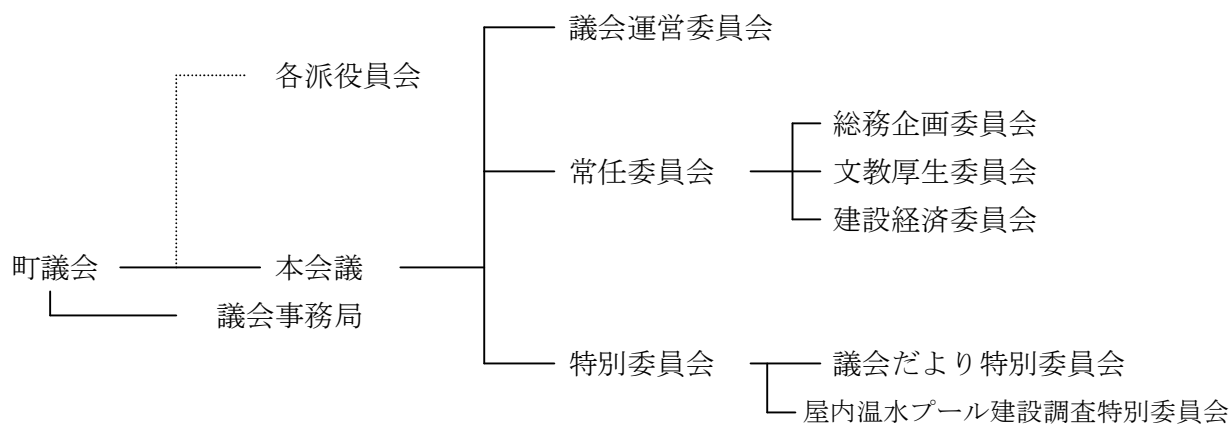 議会運営委員会
各派役員会
総務企画委員会
常任委員会
文教厚生委員会
建設経済委員会
町議会
本会議
議会事務局
特別委員会
議会だより特別委員会
屋内温水プール建設調査特別委員会